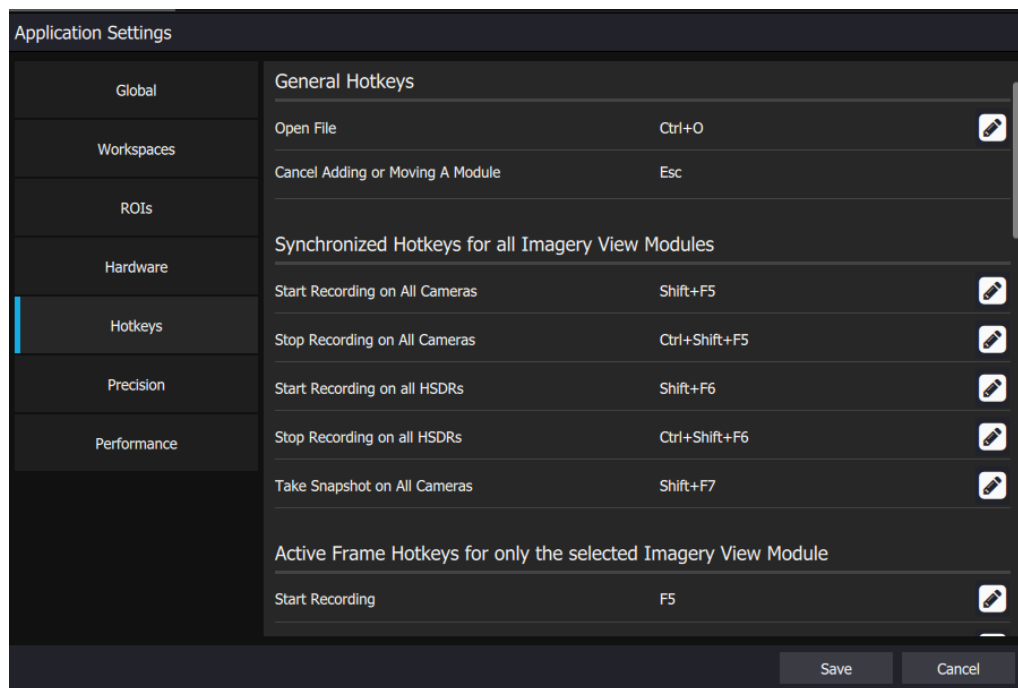 Application Settings
Global
Workspaces
ROIs
Hardware
Hotkeys
Precision
Performance
General Hotkeys
Open File Ctrl+O
Cancel Adding or Moving A Module Esc
Synchronized Hotkeys for all Imagery View Modules
Start Recording on All Cameras Shift+F5
Stop Recording on All Cameras Ctrl+Shift+F5
Start Recording on all HSDRs Shift+F6
Stop Recording on all HSDRs Ctrl+Shift+F6
Take Snapshot on All Cameras Shift+F7
Active Frame Hotkeys for only the selected Imagery View Module
Start Recording F5
Save Cancel